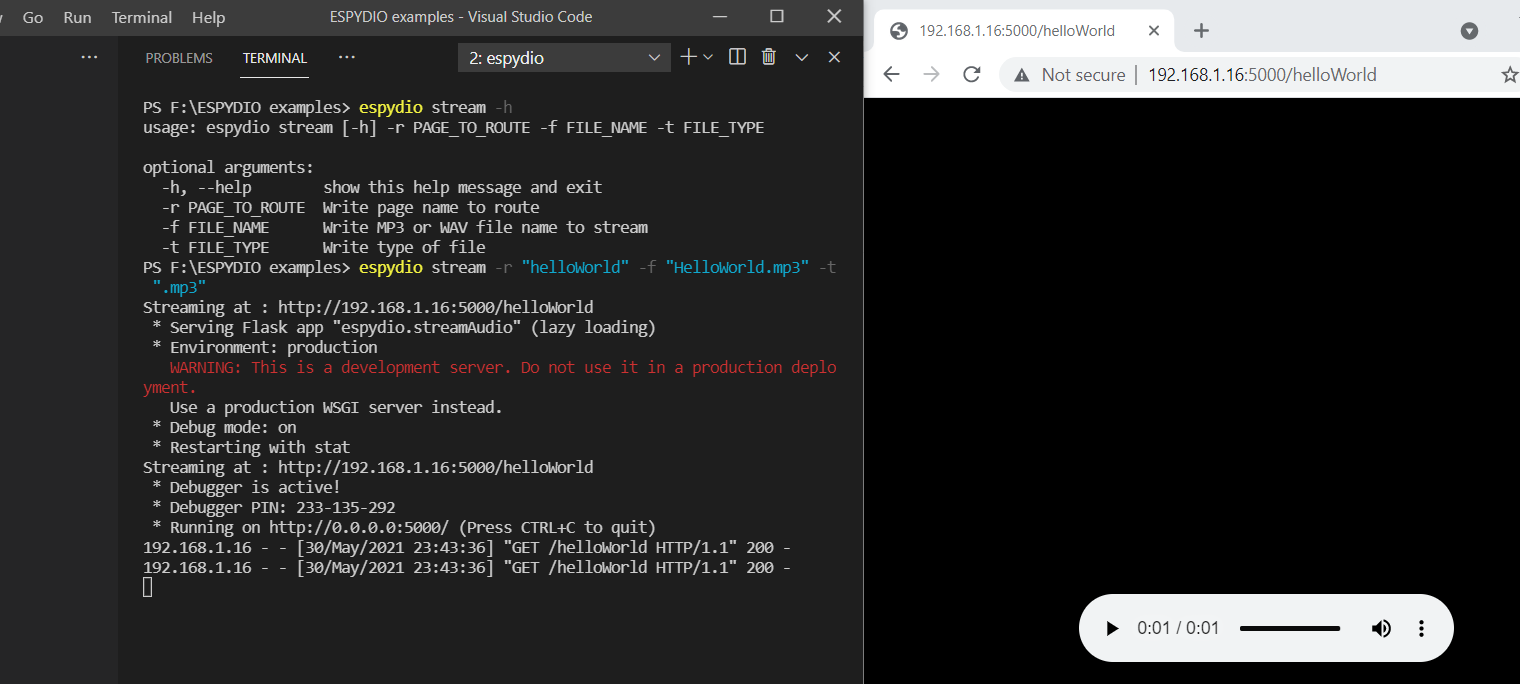 Go Run Terminal Help ESPYDIO examples - Visual Studio Code
PROBLEMS TERMINAL ··· 2: espydio
PS F:\ESPYDIO examples> espydio stream -h
usage: espydio stream [-h] -r PAGE_TO_ROUTE -f FILE_NAME -t FILE_TYPE
optional arguments:
-h, --help show this help message and exit
-r PAGE_TO_ROUTE Write page name to route
-f FILE_NAME Write MP3 or WAV file name to stream
-t FILE_TYPE Write type of file
PS F:\ESPYDIO examples> espydio stream -r "helloWorld" -f "HelloWorld.mp3" -t
".mp3"
Streaming at : http://192.168.1.16:5000/helloWorld
* Serving Flask app "espydio.streamAudio" (lazy loading)
* Environment: production
WARNING: This is a development server. Do not use it in a production deplo
yment.
Use a production WSGI server instead.
* Debug mode: on
* Restarting with stat
Streaming at : http://192.168.1.16:5000/helloWorld
* Debugger is active!
* Debugger PIN: 233-135-292
* Running on http://0.0.0.0:5000/ (Press CTRL+C to quit)
192.168.1.16 - - [30/May/2021 23:43:36] "GET /helloWorld HTTP/1.1" 200 -
192.168.1.16 - - [30/May/2021 23:43:36] "GET /helloWorld HTTP/1.1" 200 -
192.168.1.16:5000/helloWorld
Not secure | 192.168.1.16:5000/helloWorld
0:01 / 0:01